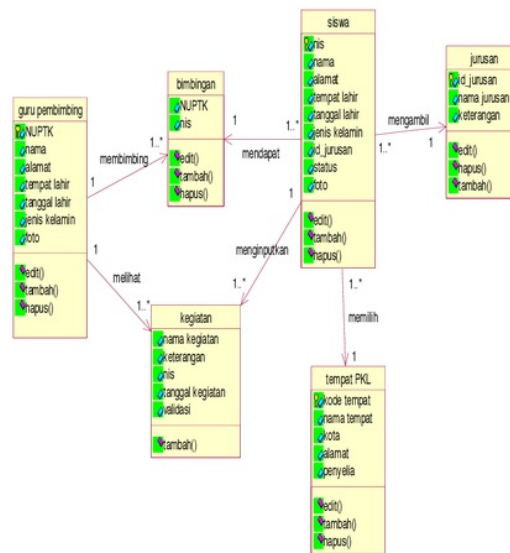 siswa
nis
nama
alamat
tempat lahir
tanggal lahir
jenis kelamin
id_jurusan
status
foto
edit()
tambah()
hapus()
jurusan
id_jurusan
nama jurusan
keterangan
edit()
hapus()
tambah()
bimbingan
NUPTK
nis
edit()
tambah()
hapus()
guru pembimbing
NUPTK
nama
alamat
tempat lahir
tanggal lahir
jenis kelamin
foto
edit()
tambah()
hapus()
membimbing
1
1..*
mendapat
1
1..*
mengambil
1..*
1
menginputkan
1
1..*
melihat
1
1..*
memilih
1..*
1
kegiatan
nama kegiatan
keterangan
nis
tanggal kegiatan
validasi
tambah()
tempat PKL
kode tempat
nama tempat
kota
alamat
penyelia
edit()
tambah()
hapus()